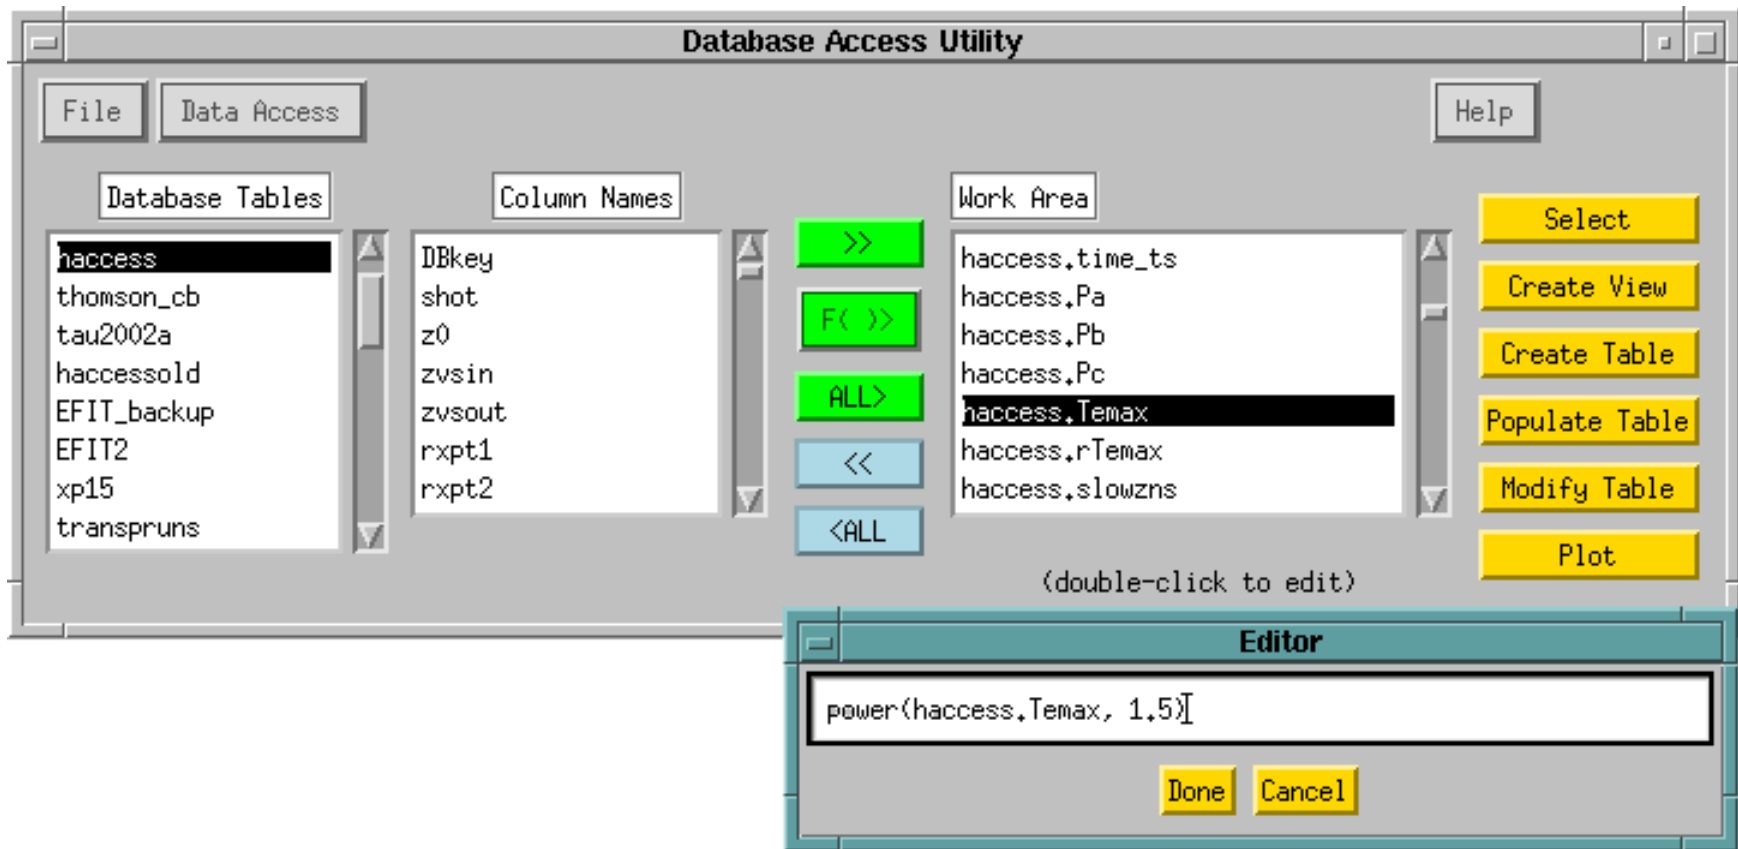 Database Access Utility
File Data Access Help
Database Tables
haccess
thomson_cb
tau2002a
haccessold
EFIT_backup
EFIT2
xp15
transpruns
Column Names
DBkey
shot
z0
zvsin
zvsout
rxpt1
rxpt2
>>
F( )>
ALL>
<<
<ALL
Work Area
haccess.time_ts
haccess.Pa
haccess.Pb
haccess.Pc
haccess.Temax
haccess.rTemax
haccess.slowzns
(double-click to edit)
Select
Create View
Create Table
Populate Table
Modify Table
Plot
Editor
power(haccess.Temax, 1.5)
Done Cancel